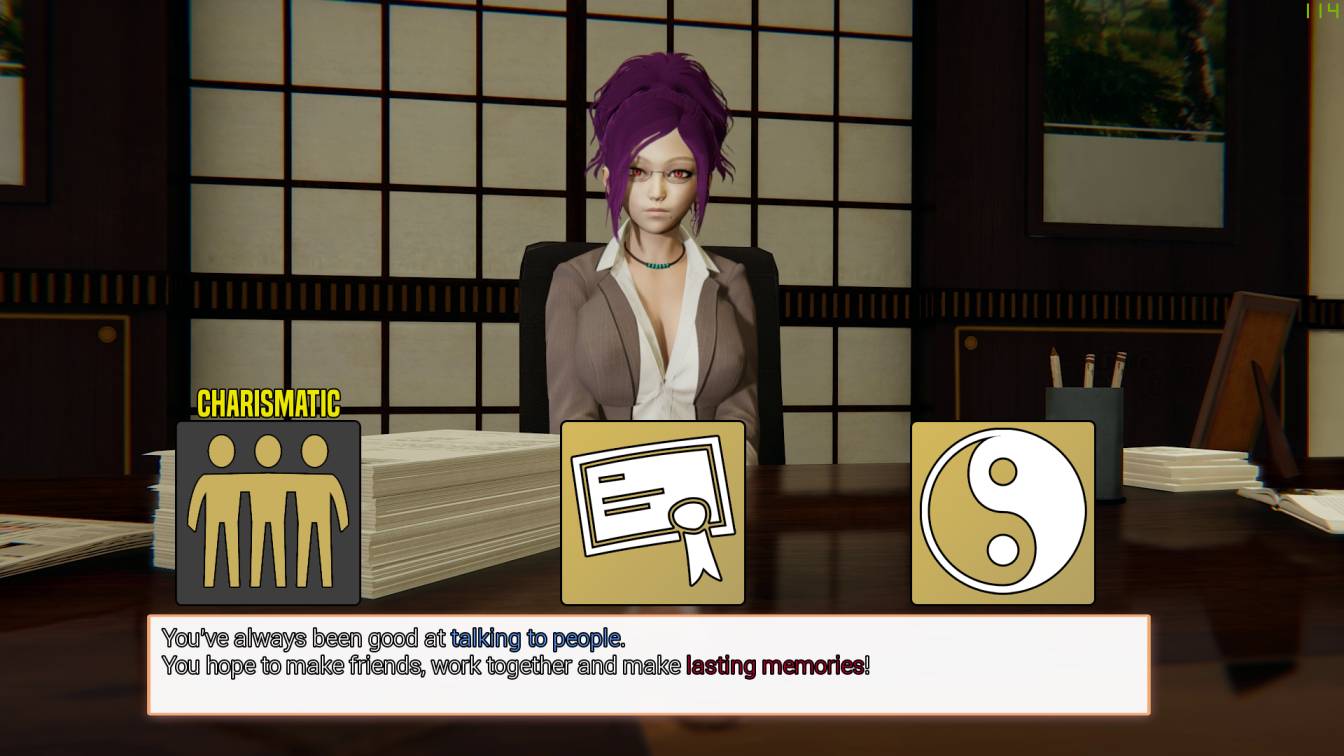 114
CHARISMATIC
You've always been good at talking to people.
You hope to make friends, work together and make lasting memories!